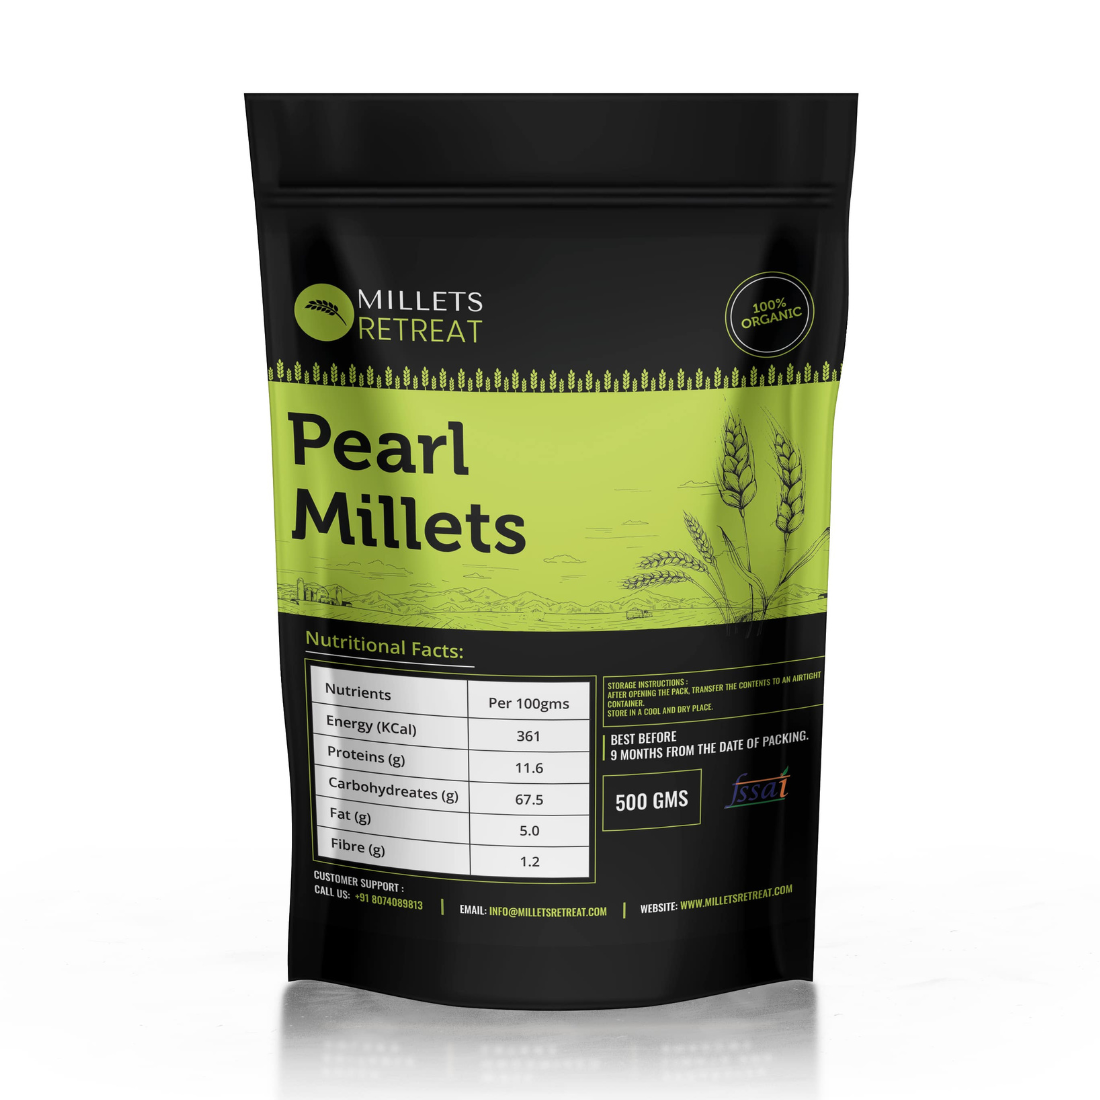 MILLETS
RETREAT
100%
ORGANIC
Pearl
Millets
Nutritional Facts:
Nutrients Per 100gms
Energy (KCal) 361
Proteins (g) 11.6
Carbohydreates (g) 67.5
Fat (g) 5.0
Fibre (g) 1.2
STORAGE INSTRUCTIONS :
AFTER OPENING THE PACK, TRANSFER THE CONTENTS TO AN AIRTIGHT
CONTAINER.
STORE IN A COOL AND DRY PLACE.
BEST BEFORE
9 MONTHS FROM THE DATE OF PACKING.
500 GMS
fssai
CUSTOMER SUPPORT :
CALL US: +91 8074089813 | EMAIL: INFO@MILLETSRETREAT.COM | WEBSITE: WWW.MILLETSRETREAT.COM